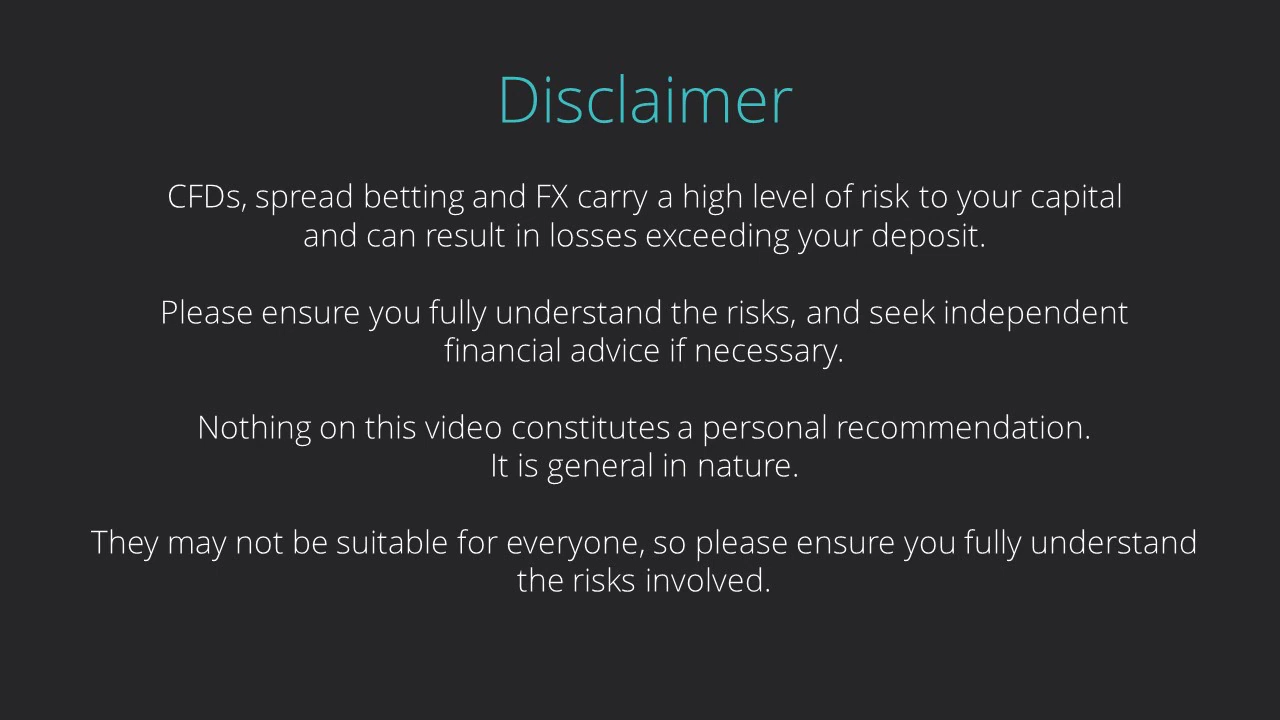 Disclaimer
CFDs, spread betting and FX carry a high level of risk to your capital
and can result in losses exceeding your deposit.
Please ensure you fully understand the risks, and seek independent
financial advice if necessary.
Nothing on this video constitutes a personal recommendation.
It is general in nature.
They may not be suitable for everyone, so please ensure you fully understand
the risks involved.